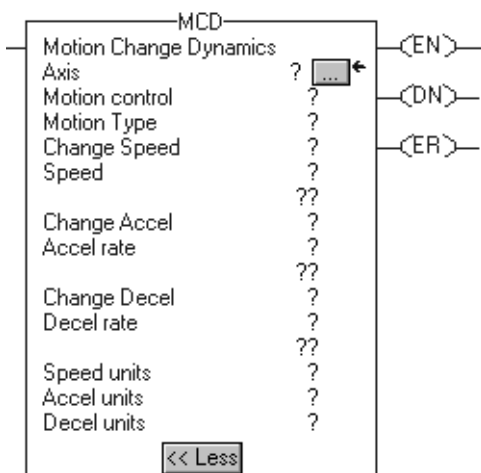 MCD
Motion Change Dynamics
(EN)
Axis ? ...
Motion control ?
(DN)
Motion Type ?
Change Speed ?
(ER)
Speed ?
??
Change Accel ?
Accel rate ?
??
Change Decel ?
Decel rate ?
??
Speed units ?
Accel units ?
Decel units ?
<< Less